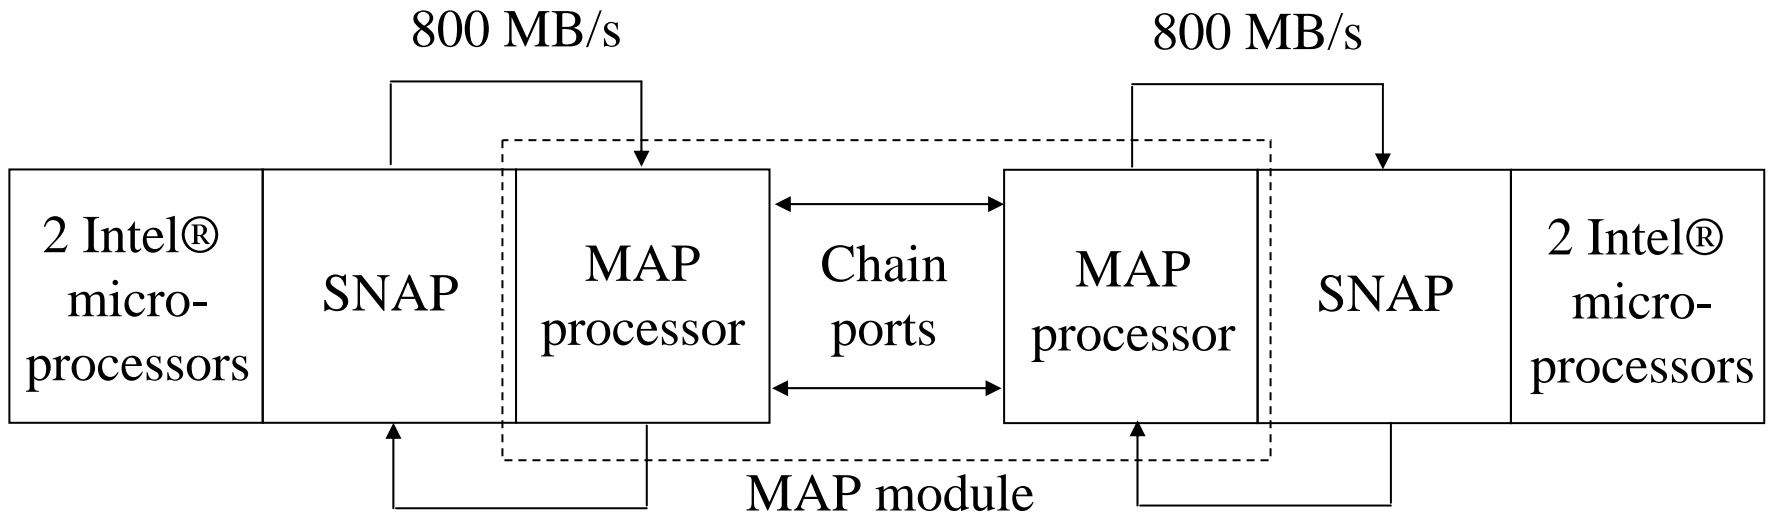 800 MB/s
800 MB/s
2 Intel®
micro-
processors
SNAP
MAP
processor
Chain
ports
MAP
processor
SNAP
2 Intel®
micro-
processors
MAP module